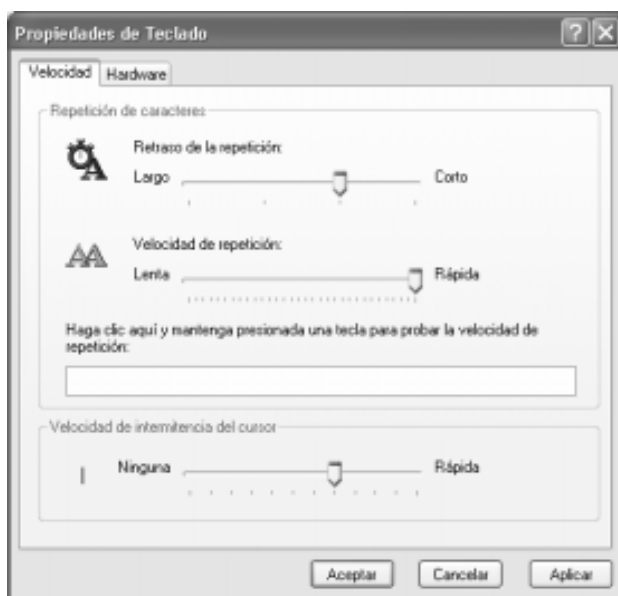 Propiedades de Teclado
Velocidad Hardware
Repetición de caracteres
Retraso de la repetición:
Largo Corto
Velocidad de repetición:
Lenta Rápida
Haga clic aquí y mantenga presionada una tecla para probar la velocidad de
repetición:
Velocidad de intermitencia del cursor
Ninguna Rápida
Aceptar Cancelar Aplicar